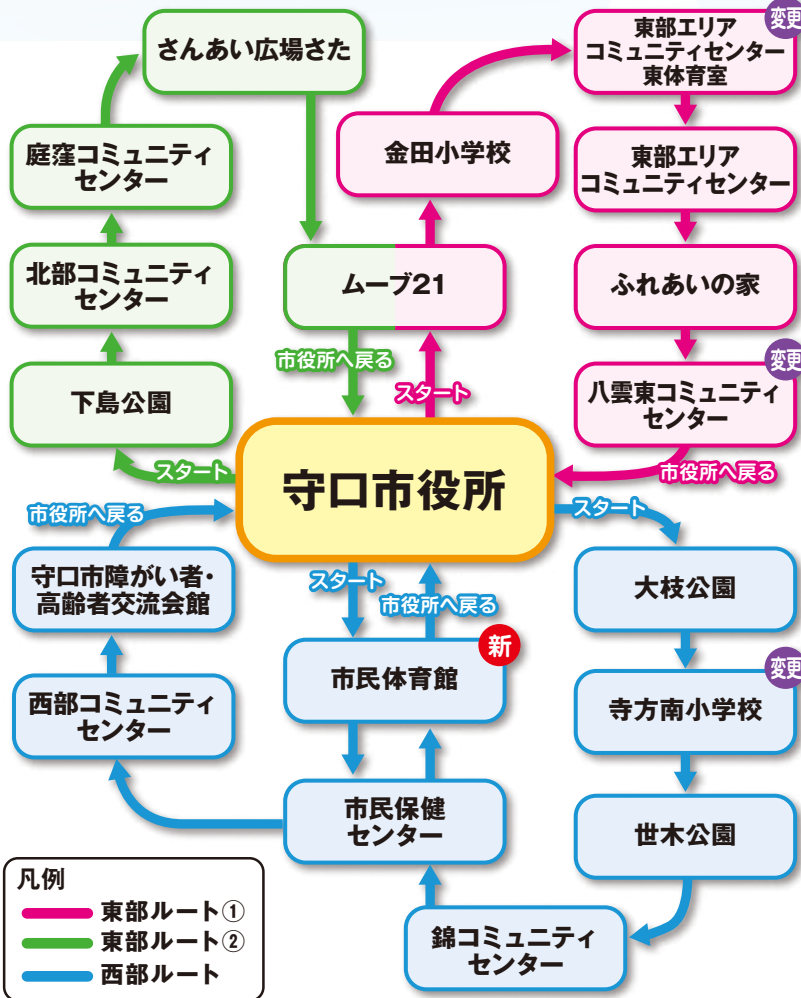 変更
さんあい広場さた
東部エリア
コミュニティセンター
東体育室
庭窪コミュニティ
センター
金田小学校
東部エリア
コミュニティセンター
北部コミュニティ
センター
ムーブ21
ふれあいの家
市役所へ戻る
スタート
変更
下島公園
八雲東コミュニティ
センター
スタート
市役所へ戻る
守口市役所
市役所へ戻る
スタート
守口市障がい者・
高齢者交流会館
スタート
市役所へ戻る
大枝公園
新
市民体育館
変更
寺方南小学校
西部コミュニティ
センター
市民保健
センター
世木公園
錦コミュニティ
センター
凡例
東部ルート①
東部ルート②
西部ルート